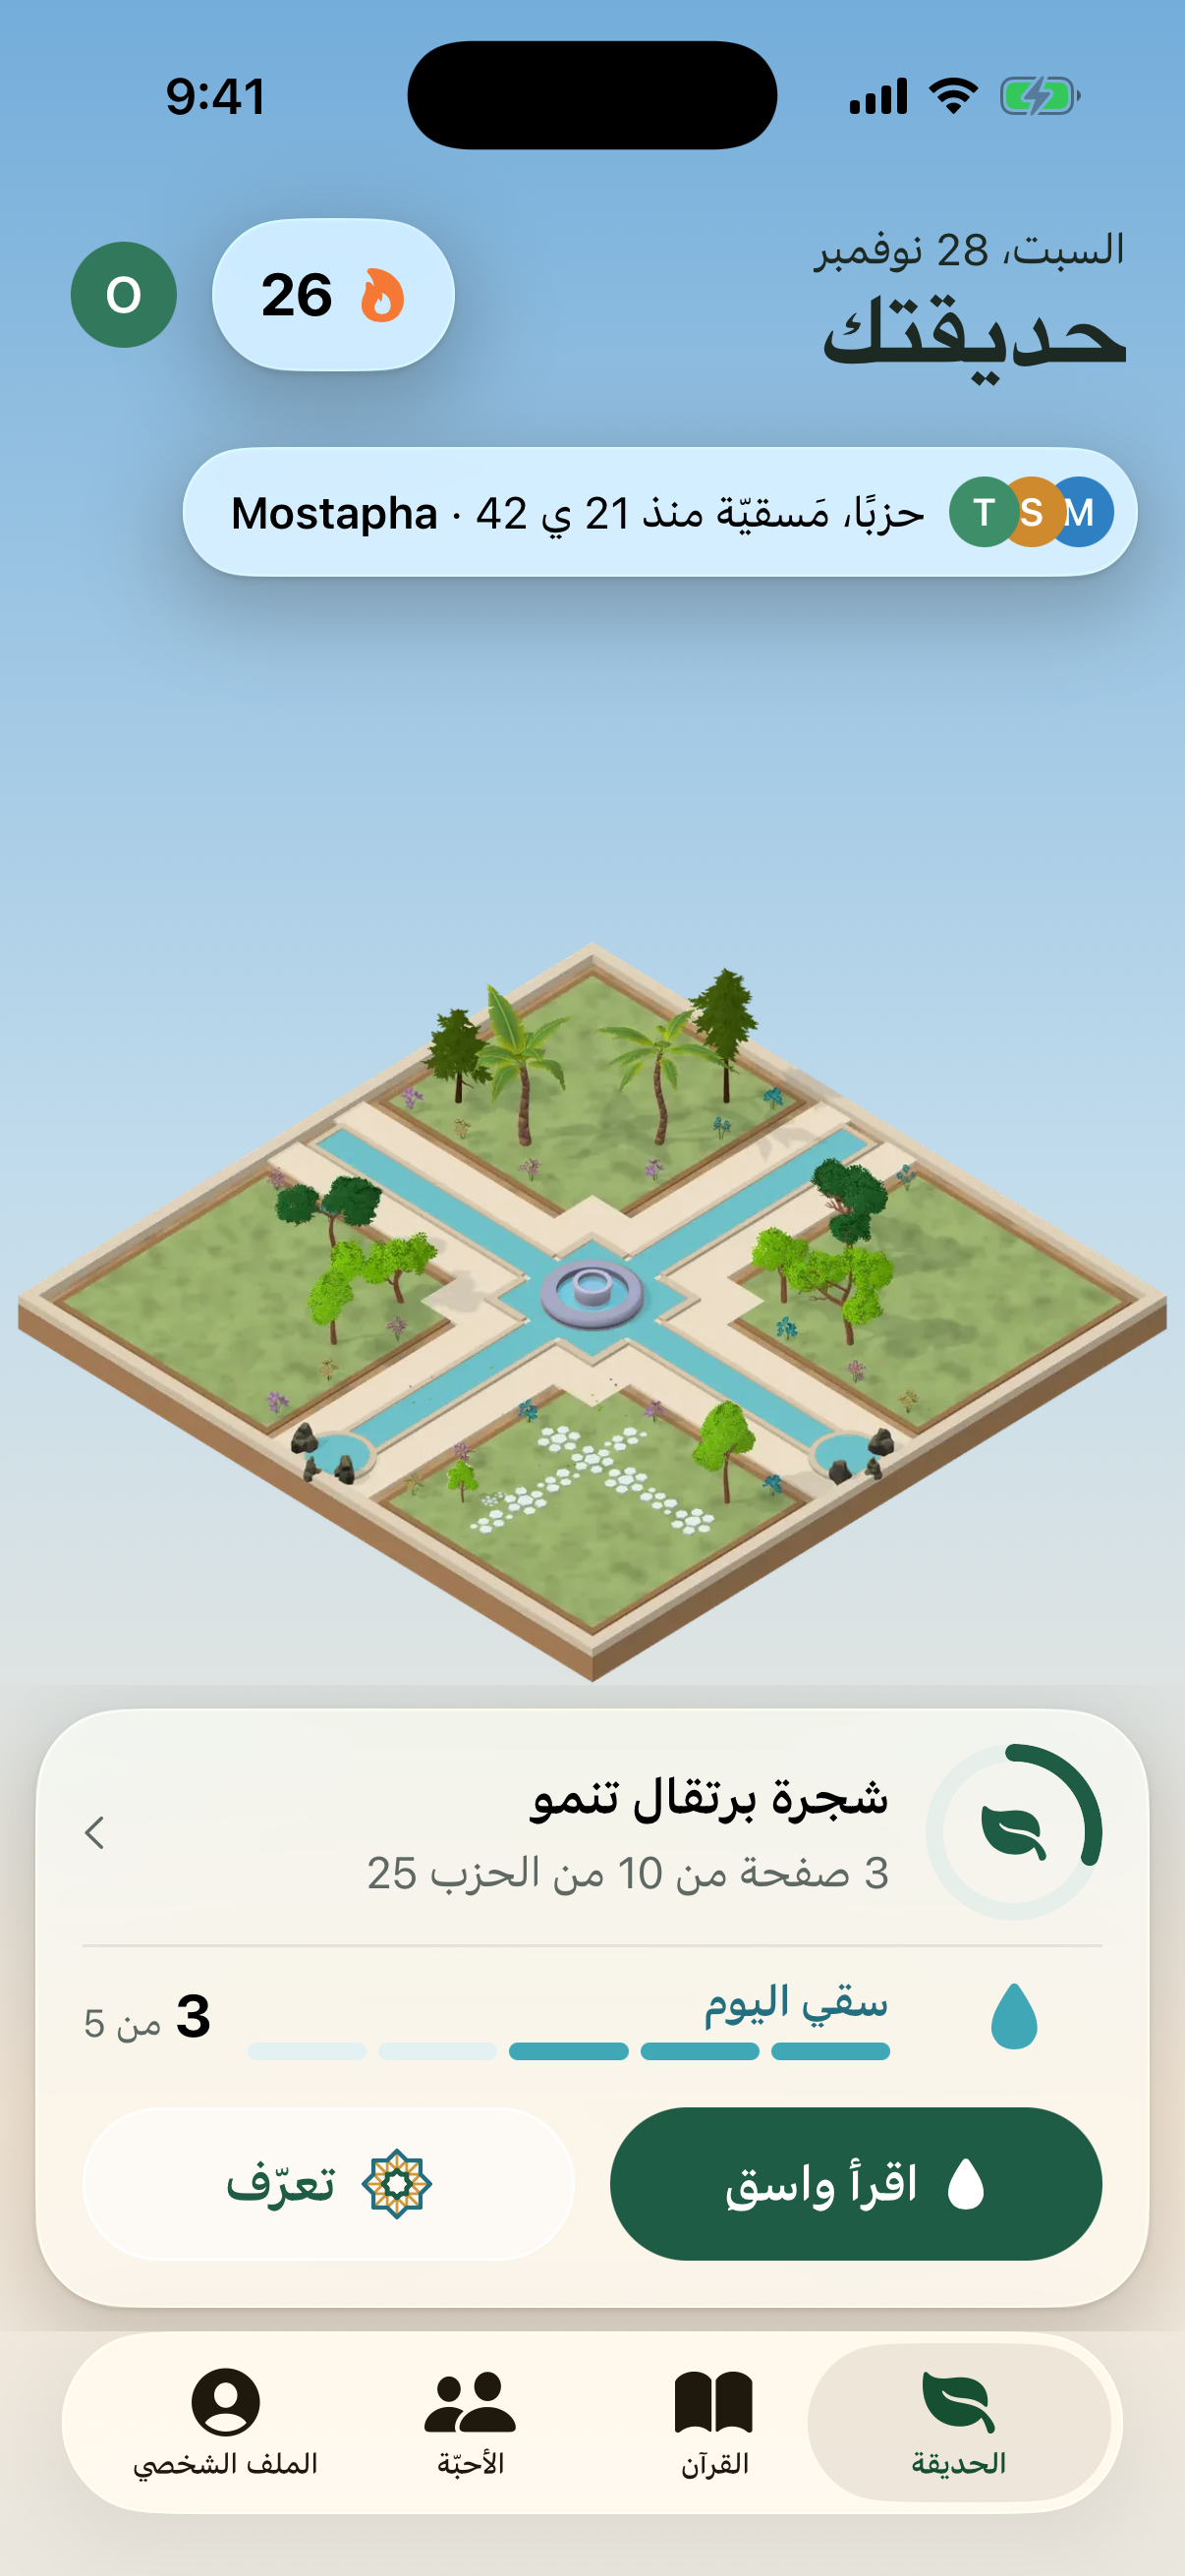 9:41
السبت، 28 نوفمبر
حديقتك
26
O
M S T
Mostapha · 42 حزبًا، مَسقيّة منذ 21 ي
شجرة برتقال تنمو
3 صفحة من 10 من الحزب 25
سقي اليوم
3 من 5
اقرأ واسقِ
تعرّف
الحديقة
القرآن
الأحبّة
الملف الشخصي